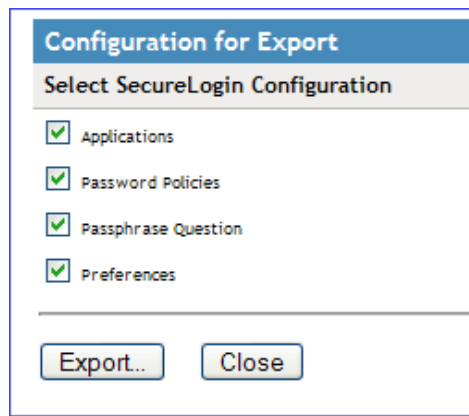 Configuration for Export
Select SecureLogin Configuration
Applications
Password Policies
Passphrase Question
Preferences
Export... Close